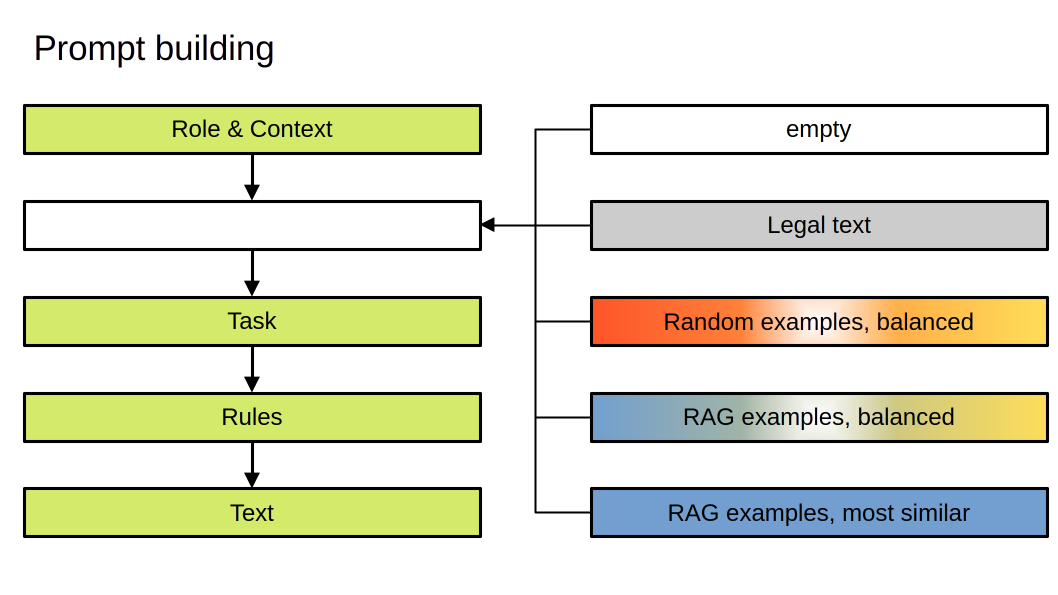 Prompt building
Role & Context
Task
Rules
Text
empty
Legal text
Random examples, balanced
RAG examples, balanced
RAG examples, most similar